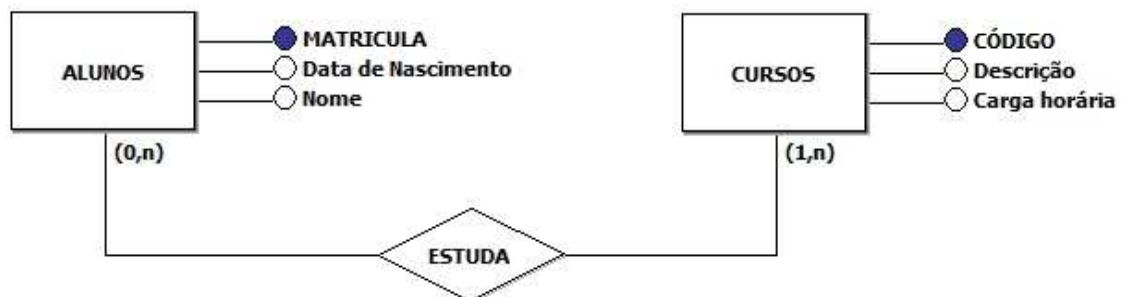 ALUNOS
MATRICULA
Data de Nascimento
Nome
CURSOS
CÓDIGO
Descrição
Carga horária
(0,n)
(1,n)
ESTUDA